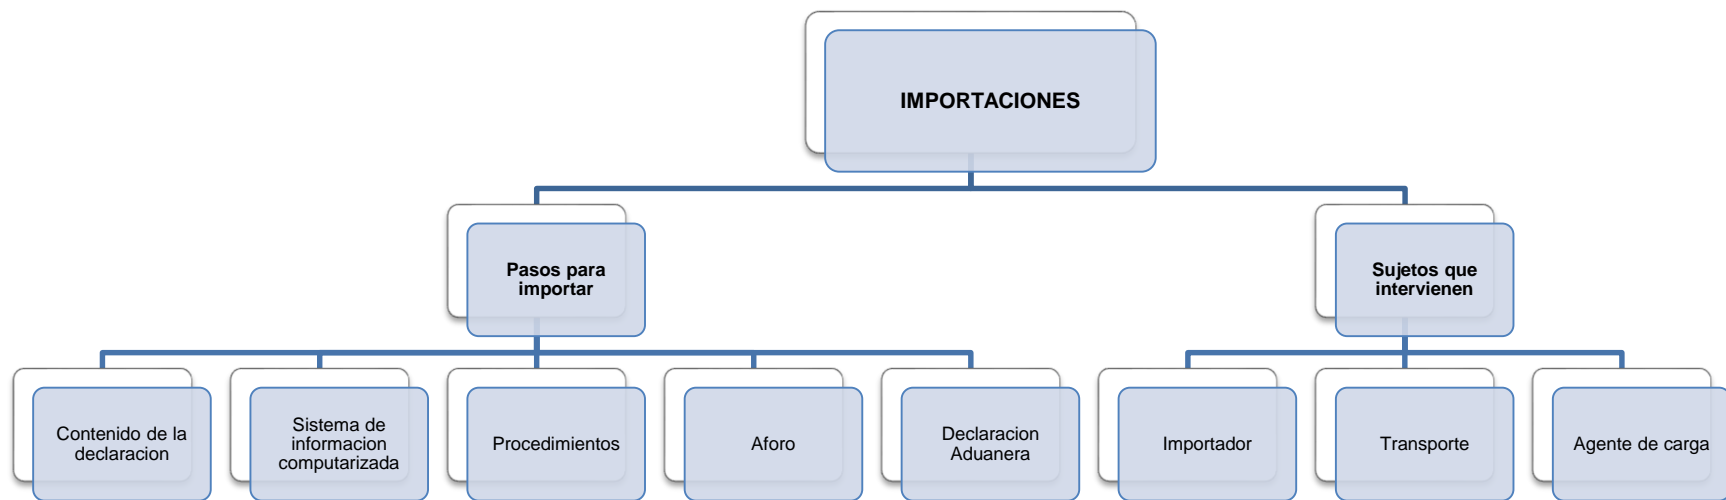 IMPORTACIONES
Pasos para
importar
Sujetos que
intervienen
Contenido de la
declaracion
Sistema de
informacion
computarizada
Procedimientos
Aforo
Declaracion
Aduanera
Importador
Transporte
Agente de carga